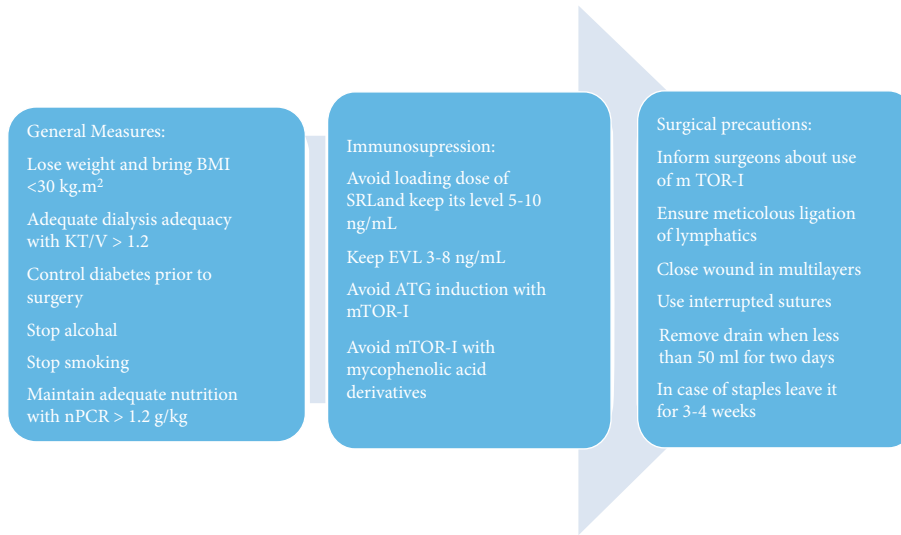 General Measures:
Lose weight and bring BMI
<30 kg.m²
Adequate dialysis adequacy
with KT/V > 1.2
Control diabetes prior to
surgery
Stop alcohal
Stop smoking
Maintain adequate nutrition
with nPCR > 1.2 g/kg
Immunosupression:
Avoid loading dose of
SRLand keep its level 5-10
ng/mL
Keep EVL 3-8 ng/mL
Avoid ATG induction with
mTOR-I
Avoid mTOR-I with
mycophenolic acid
derivatives
Surgical precautions:
Inform surgeons about use
of m TOR-I
Ensure meticolous ligation
of lymphatics
Close wound in multilayers
Use interrupted sutures
Remove drain when less
than 50 ml for two days
In case of staples leave it
for 3-4 weeks